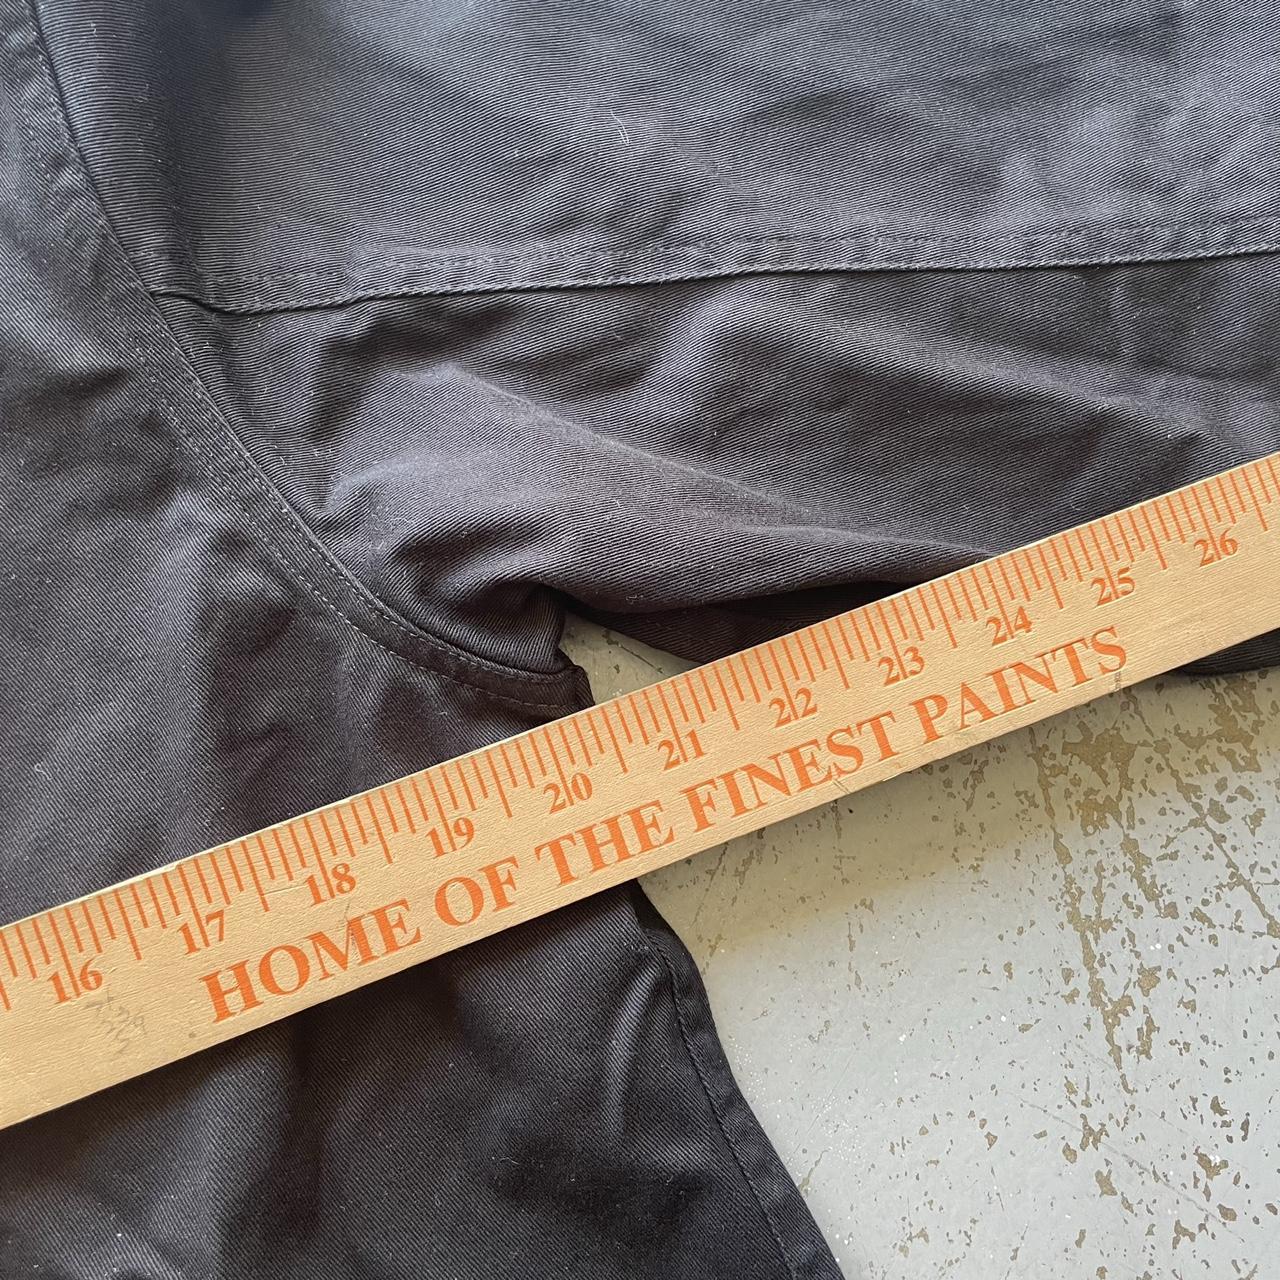 16 17 18 19 20 21 22 23 24 25 26
HOME OF THE FINEST PAINTS